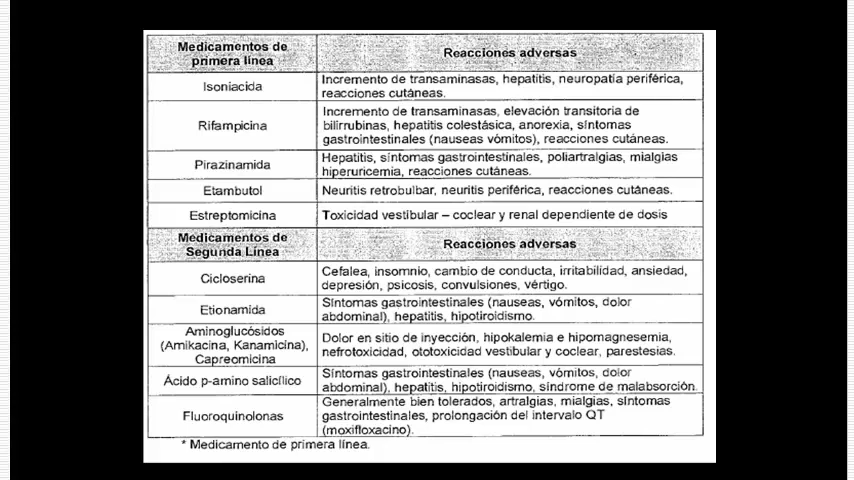 Medicamentos de
primera línea
Reacciones adversas
Isoniacida
Incremento de transaminasas, hepatitis, neuropatía periférica,
reacciones cutáneas.
Rifampicina
Incremento de transaminasas, elevación transitoria de
bilirrubinas, hepatitis colestásica, anorexia, síntomas
gastrointestinales (nauseas vómitos), reacciones cutáneas.
Pirazinamida
Hepatitis, síntomas gastrointestinales, poliartralgias, mialgias
hiperuricemia, reacciones cutáneas.
Etambutol
Neuritis retrobulbar, neuritis periférica, reacciones cutáneas.
Estreptomicina
Toxicidad vestibular – coclear y renal dependiente de dosis
Medicamentos de
Segunda Línea
Reacciones adversas
Cicloserina
Cefalea, insomnio, cambio de conducta, irritabilidad, ansiedad,
depresión, psicosis, convulsiones, vértigo.
Etionamida
Síntomas gastrointestinales (nauseas, vómitos, dolor
abdominal), hepatitis, hipotiroidismo.
Aminoglucósidos
(Amikacina, Kanamicina),
Capreomicina
Dolor en sitio de inyección, hipokalemia e hipomagnesemia,
nefrotoxicidad, ototoxicidad vestibular y coclear, parestesias.
Ácido p-amino salicílico
Síntomas gastrointestinales (nauseas, vómitos, dolor
abdominal), hepatitis, hipotiroidismo, síndrome de malabsorción.
Fluoroquinolonas
Generalmente bien tolerados, artralgias, mialgias, síntomas
gastrointestinales, prolongación del intervalo QT
(moxifloxacino).
* Medicamento de primera línea.